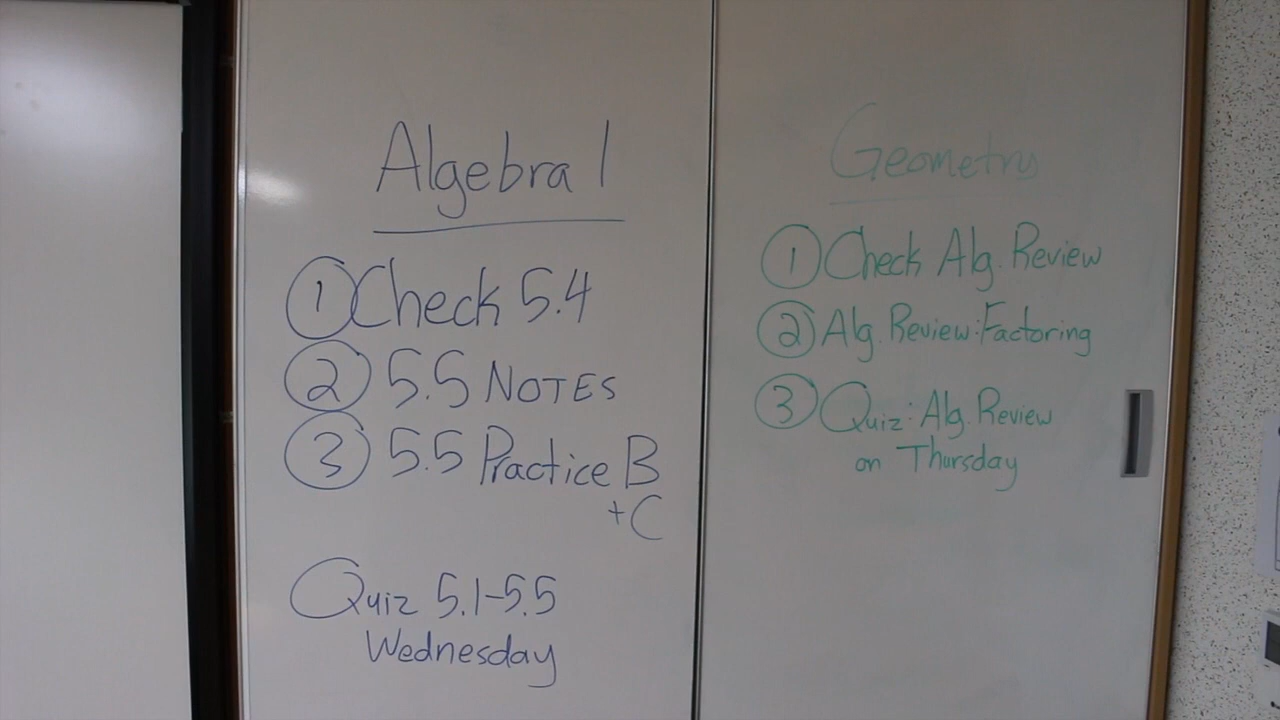 Algebra 1
① Check 5.4
② 5.5 NOTES
③ 5.5 Practice B
+ C
Quiz 5.1-5.5
Wednesday
Geometry
① Check Alg. Review
② Alg. Review: Factoring
③ Quiz: Alg. Review
on Thursday